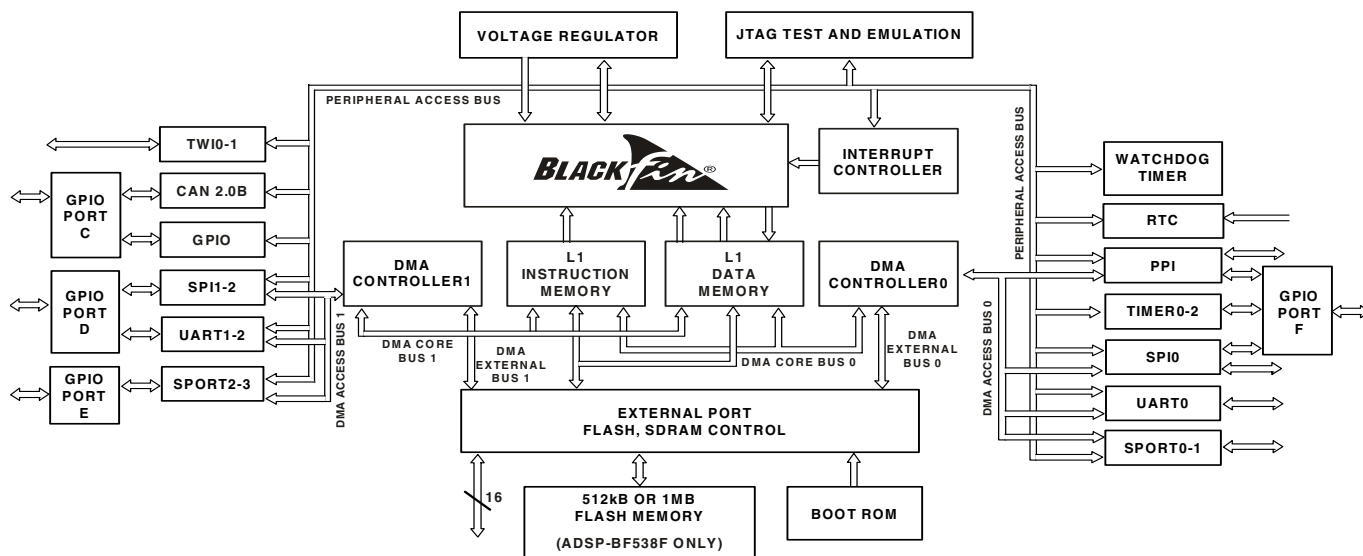 VOLTAGE REGULATOR
JTAG TEST AND EMULATION
PERIPHERAL ACCESS BUS
TWI0-1
CAN 2.0B
GPIO
PORT
C
GPIO
SPI1-2
GPIO
PORT
D
UART1-2
GPIO
PORT
E
SPORT2-3
DMA ACCESS BUS 1
BLACKfin®
INTERRUPT
CONTROLLER
DMA
CONTROLLER1
L1
INSTRUCTION
MEMORY
L1
DATA
MEMORY
DMA
CONTROLLER0
DMA CORE
BUS 1
DMA
EXTERNAL
BUS 1
DMA CORE BUS 0
DMA
EXTERNAL
BUS 0
EXTERNAL PORT
FLASH, SDRAM CONTROL
16
512kB OR 1MB
FLASH MEMORY
(ADSP-BF538F ONLY)
BOOT ROM
PERIPHERAL ACCESS BUS
DMA ACCESS BUS 0
WATCHDOG
TIMER
RTC
PPI
TIMER0-2
SPI0
UART0
SPORT0-1
GPIO
PORT
F